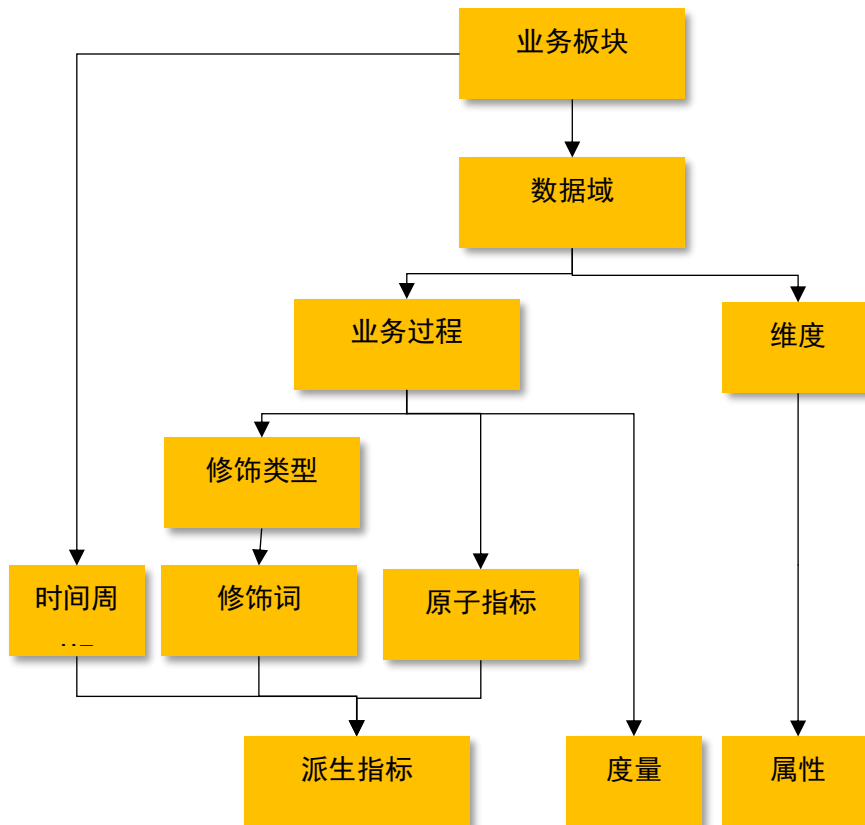 业务板块
数据域
业务过程
维度
修饰类型
时间周
修饰词
原子指标
派生指标
度量
属性